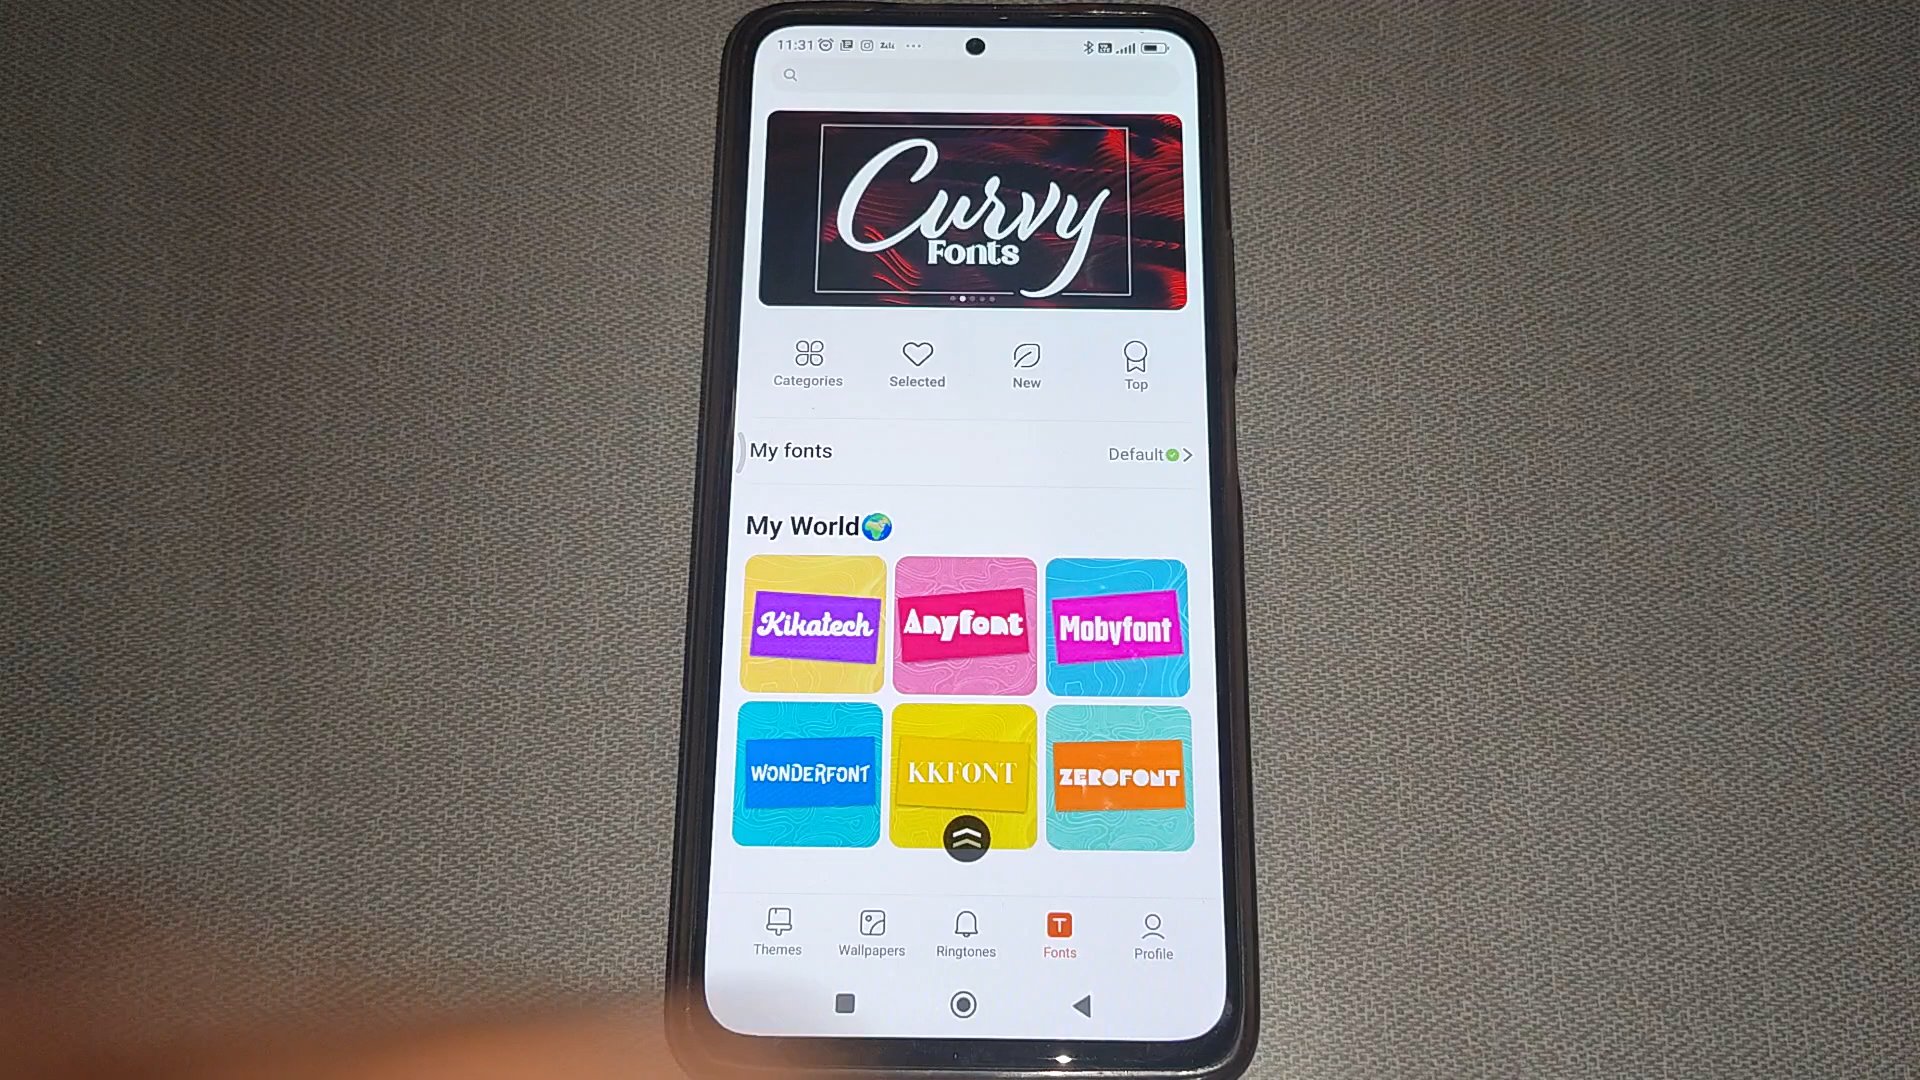 11:31
Curvy
Fonts
Categories
Selected
New
Top
My fonts
Default
My World
Kikatech
Anyfont
Mobyfont
WONDERFONT
KKFONT
ZEROFONT
Themes
Wallpapers
Ringtones
T
Fonts
Profile